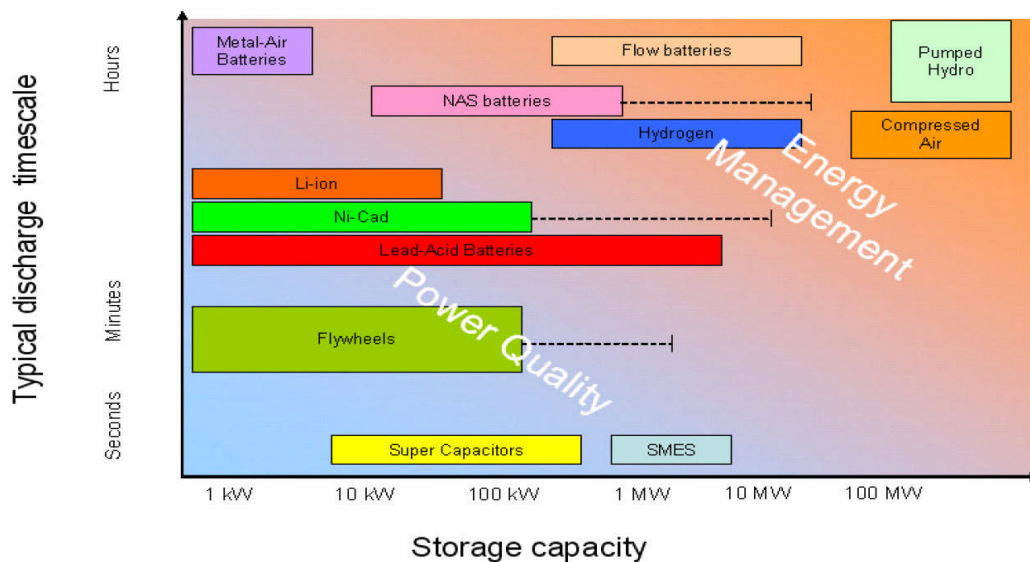 Typical discharge timescale
Hours
Minutes
Seconds
Metal-Air
Batteries
Flow batteries
Pumped
Hydro
NAS batteries
Hydrogen
Compressed
Air
Energy
Management
Li-ion
Ni-Cad
Lead-Acid Batteries
Power Quality
Flywheels
Super Capacitors
SMES
1 kW 10 kW 100 kW 1 MW 10 MW 100 MW
Storage capacity